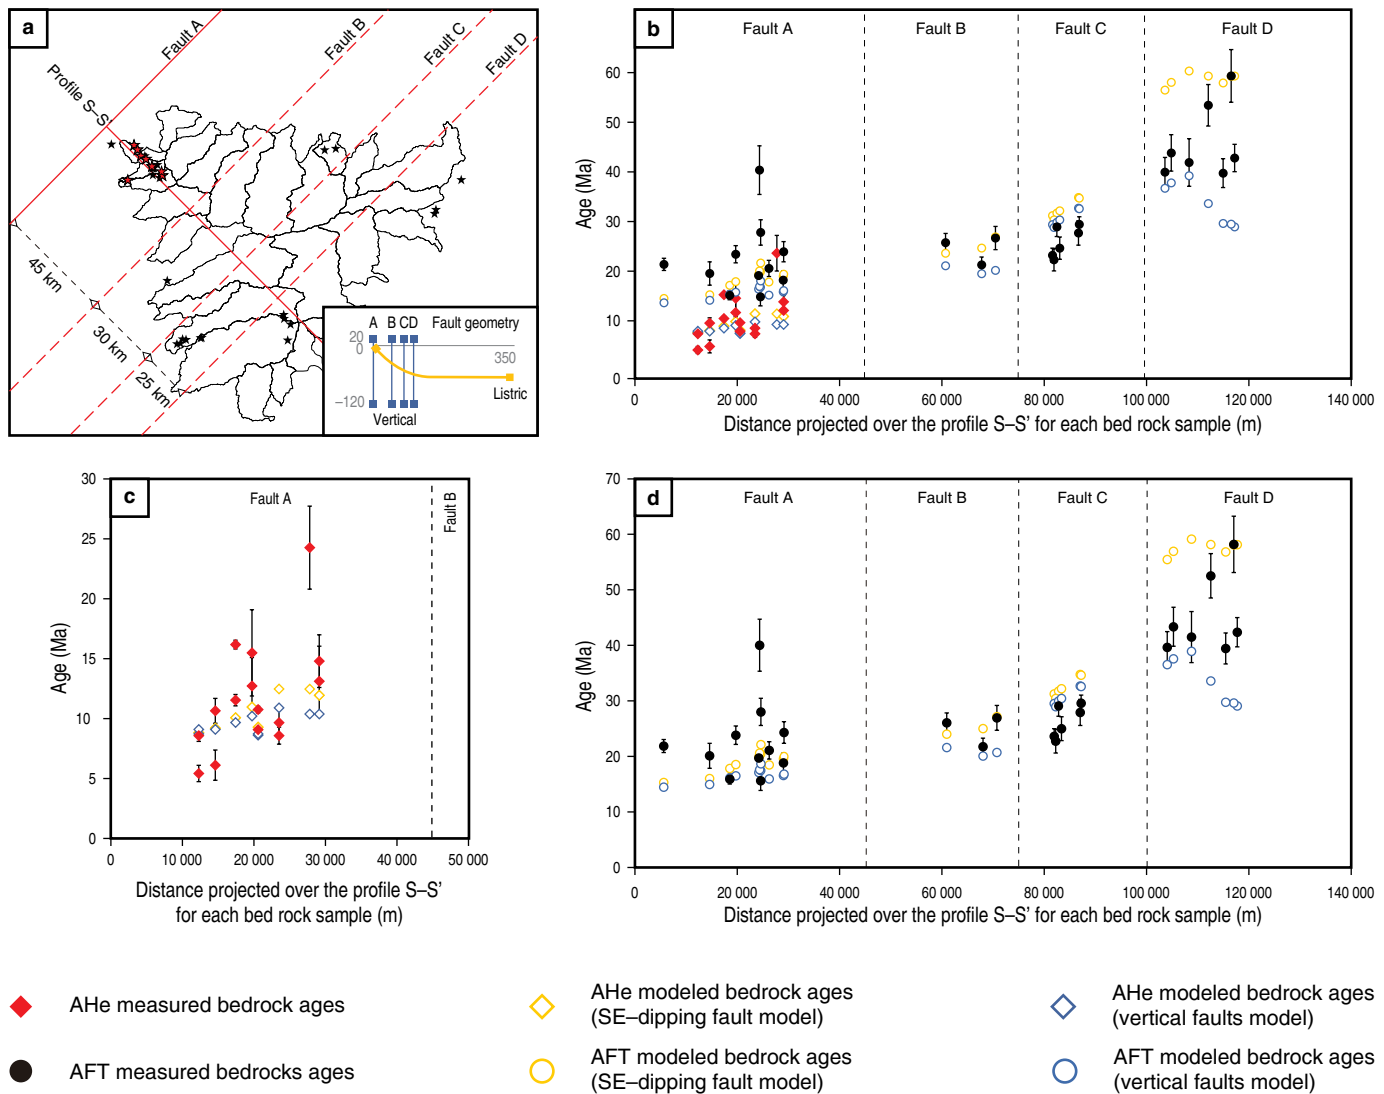 a
Fault A
Fault B
Fault C
Fault D
Profile S–S'
45 km
30 km
25 km
A B CD Fault geometry
20
0
350
–120
Listric
Vertical
b
Fault A Fault B Fault C Fault D
Age (Ma)
60
50
40
30
20
10
0
0 20 000 40 000 60 000 80 000 100 000 120 000 140 000
Distance projected over the profile S–S' for each bed rock sample (m)
c
Fault A
Fault B
Age (Ma)
30
25
20
15
10
5
0
0 10 000 20 000 30 000 40 000 50 000
Distance projected over the profile S–S'
for each bed rock sample (m)
d
Fault A Fault B Fault C Fault D
Age (Ma)
70
60
50
40
30
20
10
0
0 20 000 40 000 60 000 80 000 100 000 120 000 140 000
Distance projected over the profile S–S' for each bed rock sample (m)
AHe measured bedrock ages
AFT measured bedrocks ages
AHe modeled bedrock ages
(SE–dipping fault model)
AFT modeled bedrock ages
(SE–dipping fault model)
AHe modeled bedrock ages
(vertical faults model)
AFT modeled bedrock ages
(vertical faults model)